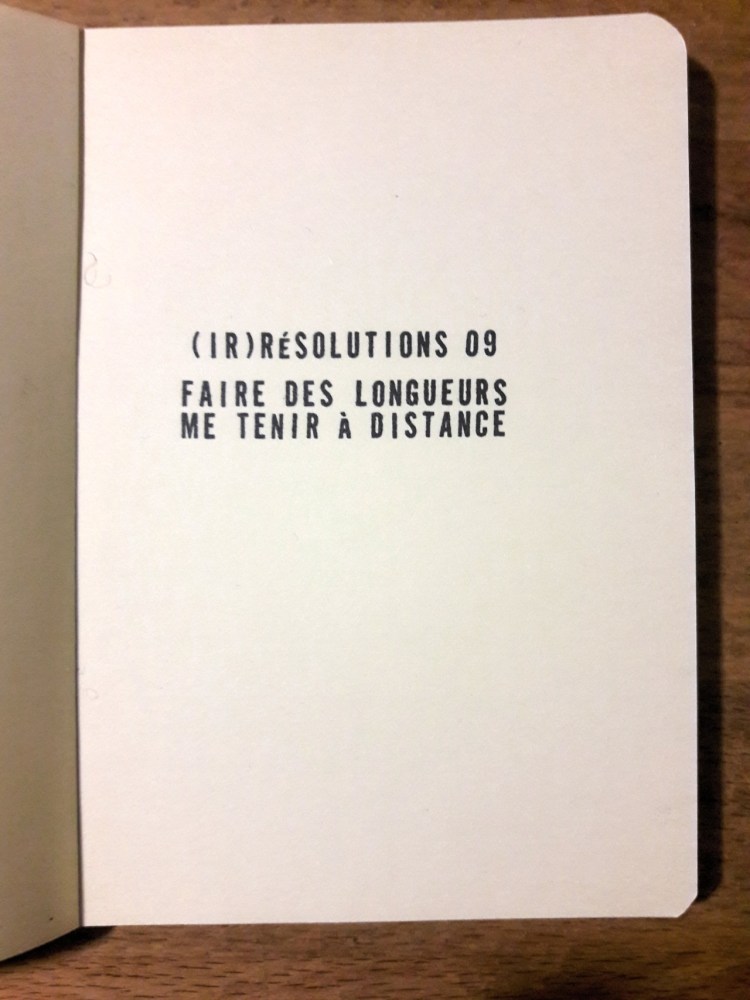 (IR)RÉSOLUTIONS 09
FAIRE DES LONGUEURS
ME TENIR À DISTANCE